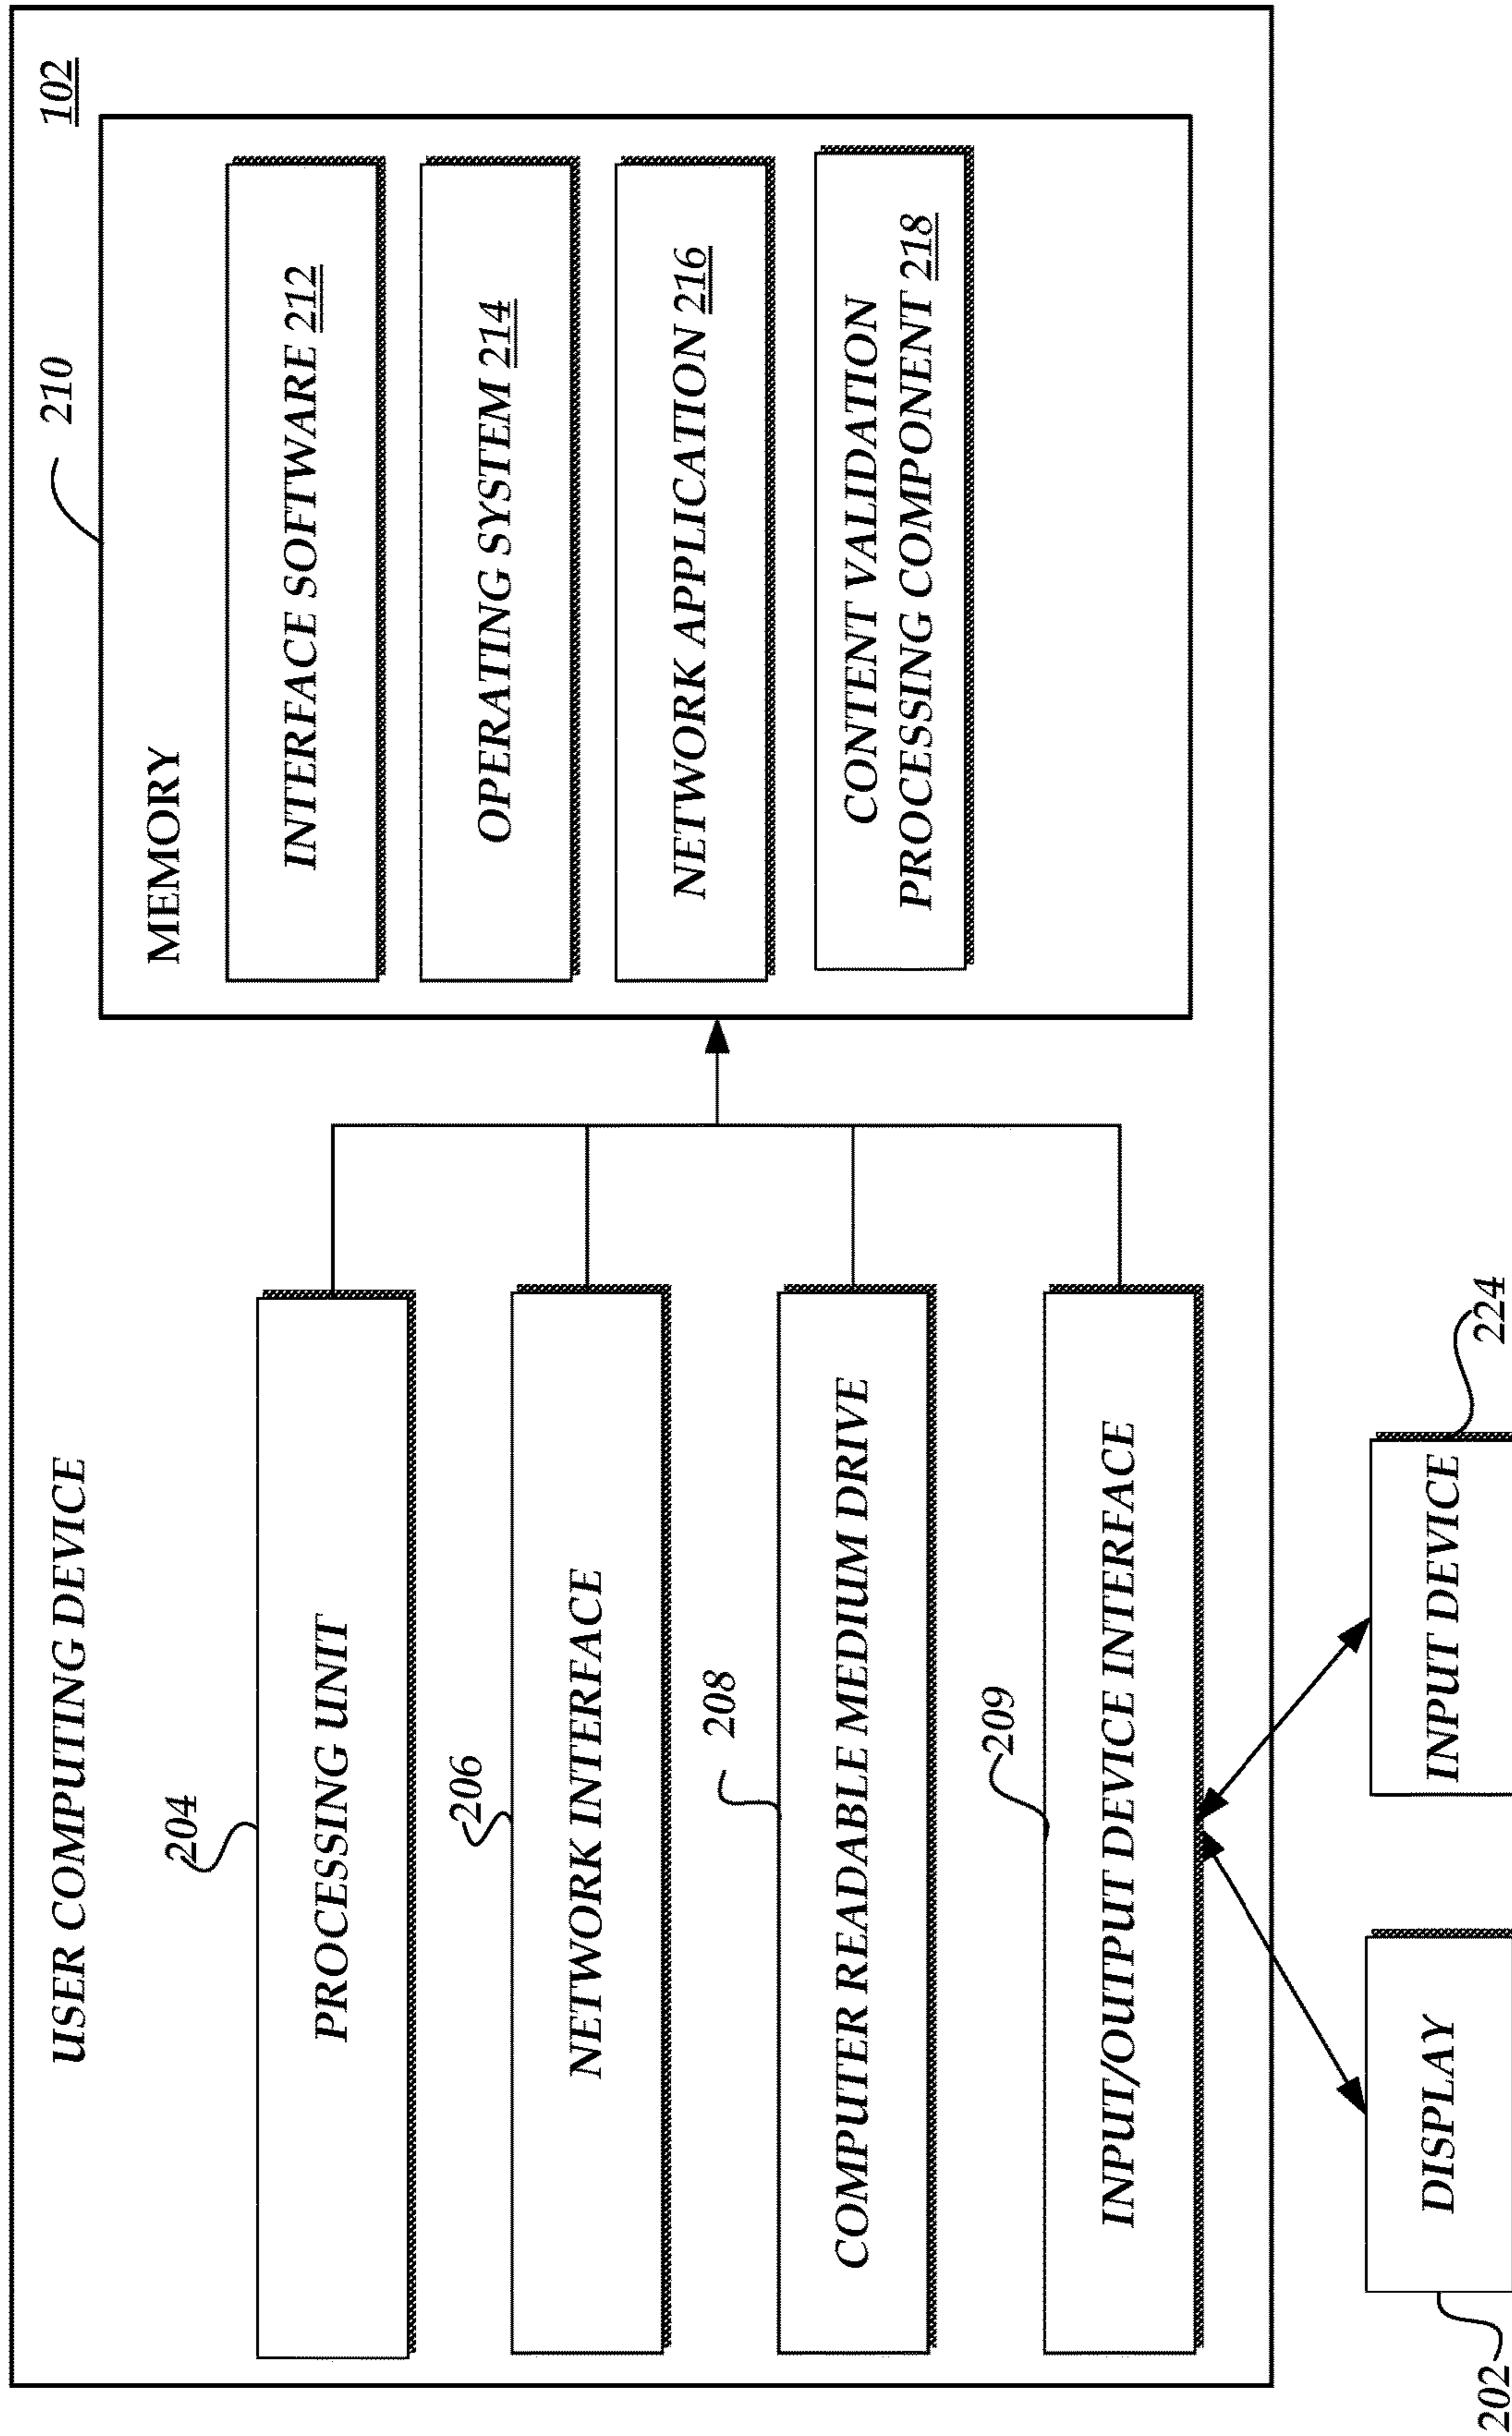 USER COMPUTING DEVICE
102
210
MEMORY
204
PROCESSING UNIT
INTERFACE SOFTWARE 212
206
NETWORK INTERFACE
OPERATING SYSTEM 214
208
COMPUTER READABLE MEDIUM DRIVE
NETWORK APPLICATION 216
209
INPUT/OUTPUT DEVICE INTERFACE
CONTENT VALIDATION
PROCESSING COMPONENT 218
DISPLAY
INPUT DEVICE
202
224